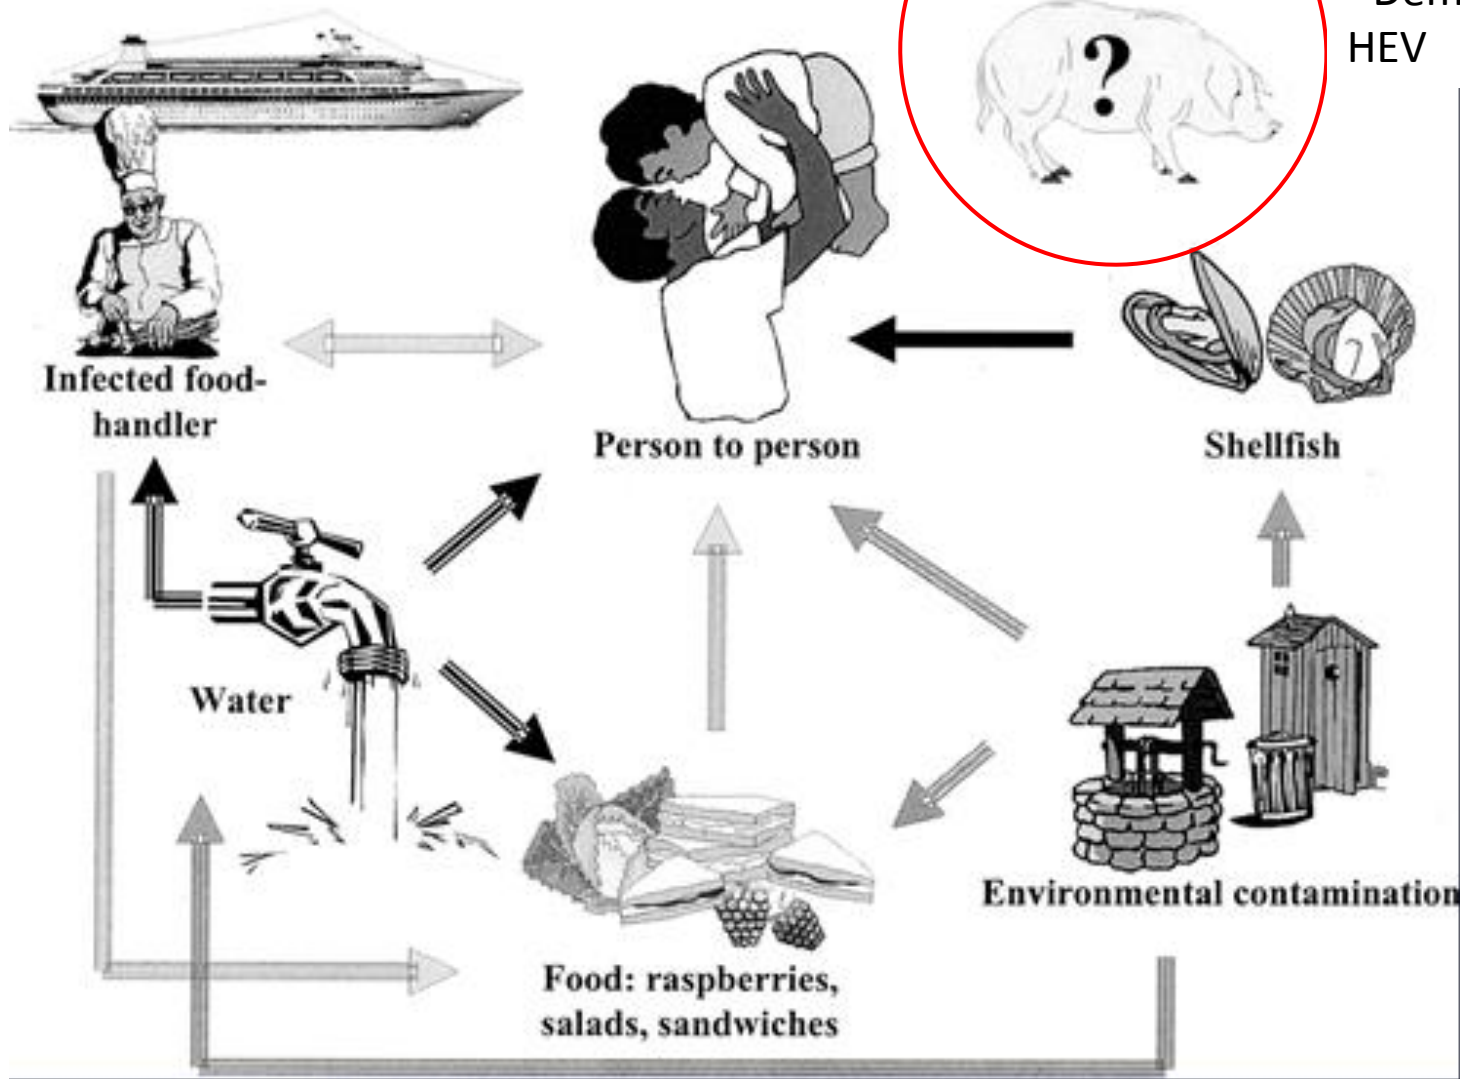 HEV
?
Infected food-
handler
Person to person
Shellfish
Water
Environmental contamination
Food: raspberries,
salads, sandwiches